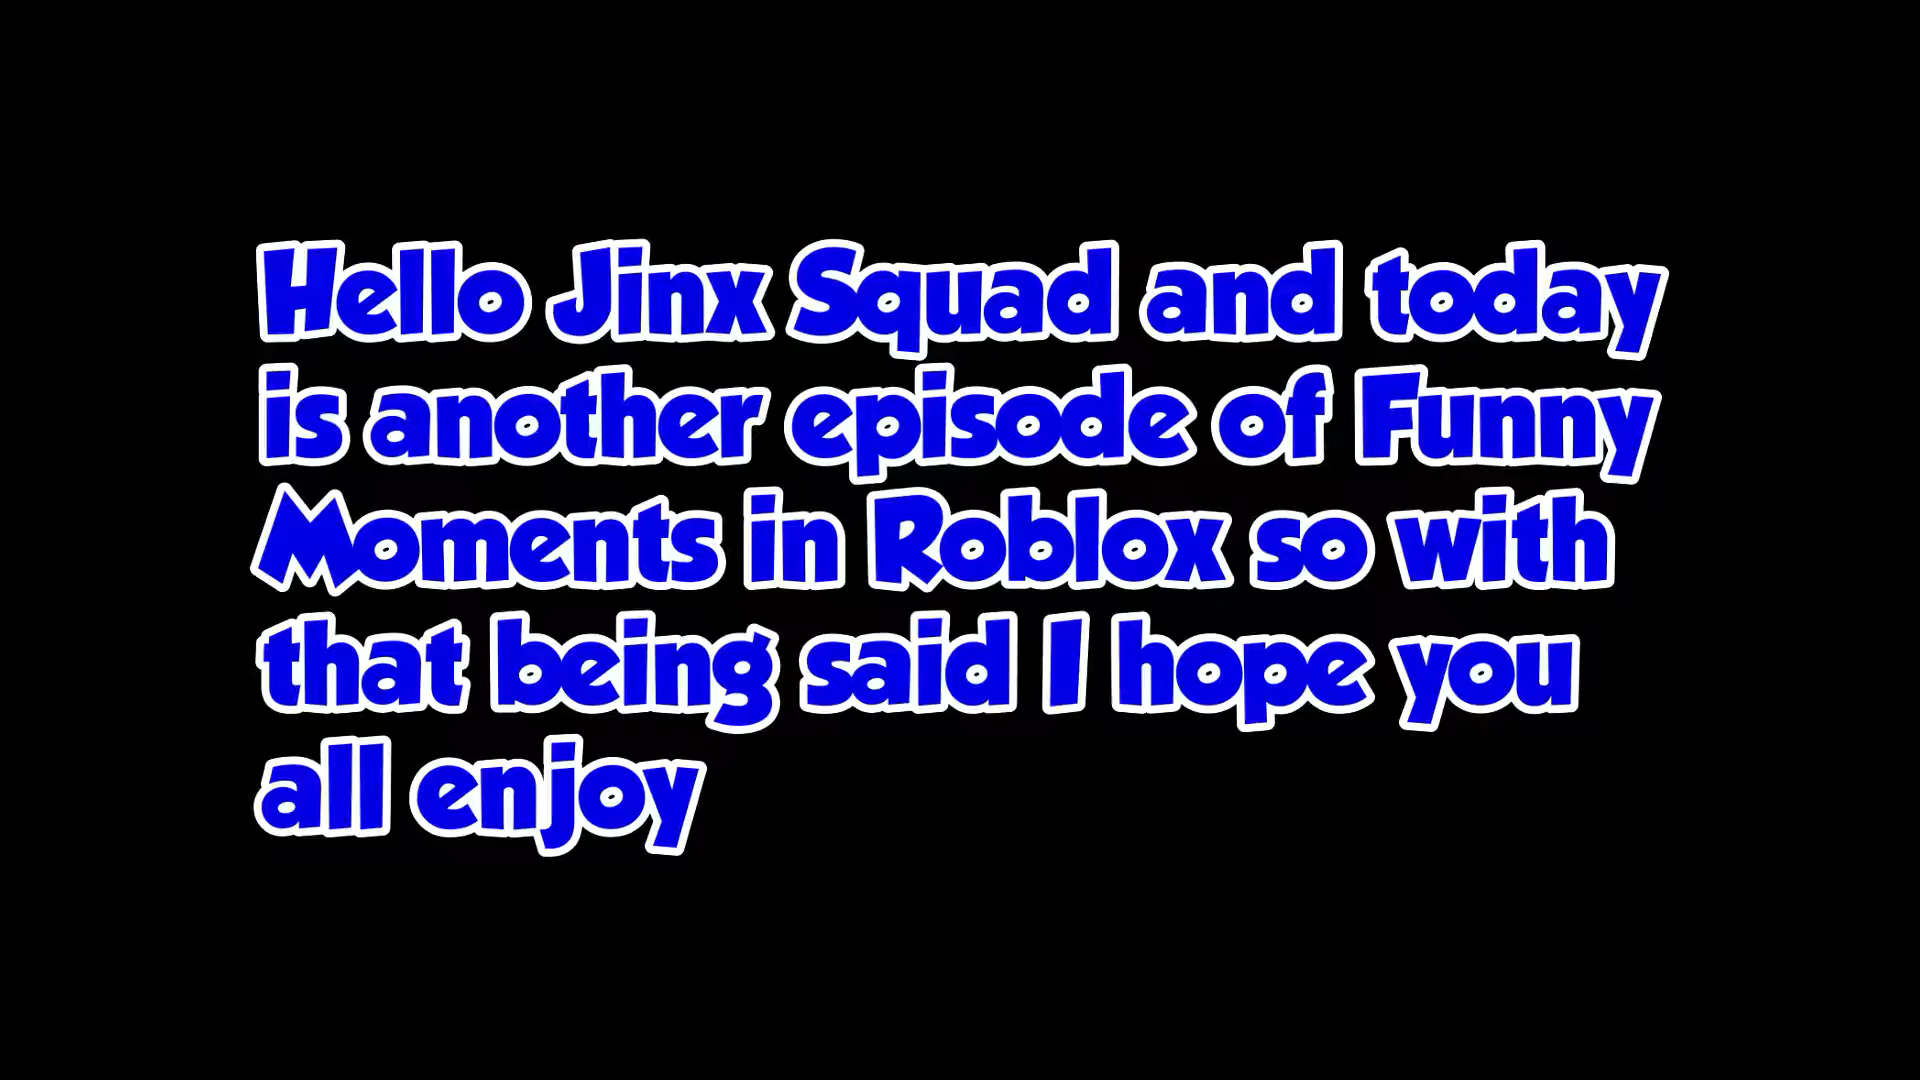 Hello Jinx Squad and today
is another episode of Funny
Moments in Roblox so with
that being said I hope you
all enjoy